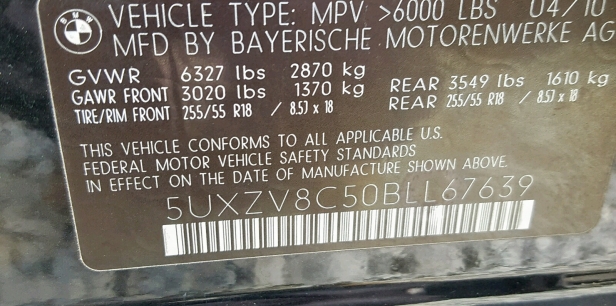 BMW
VEHICLE TYPE: MPV >6000 LBS 04/10
MFD BY BAYERISCHE MOTORENWERKE AG
GVWR 6327 lbs 2870 kg
GAWR FRONT 3020 lbs 1370 kg REAR 3549 lbs 1610 kg
TIRE/RIM FRONT 255/55 R18 / 8.5J x 18 REAR 255/55 R18 / 8.5J x 18
THIS VEHICLE CONFORMS TO ALL APPLICABLE U.S.
FEDERAL MOTOR VEHICLE SAFETY STANDARDS
IN EFFECT ON THE DATE OF MANUFACTURE SHOWN ABOVE.
5UXZV8C50BLL67639